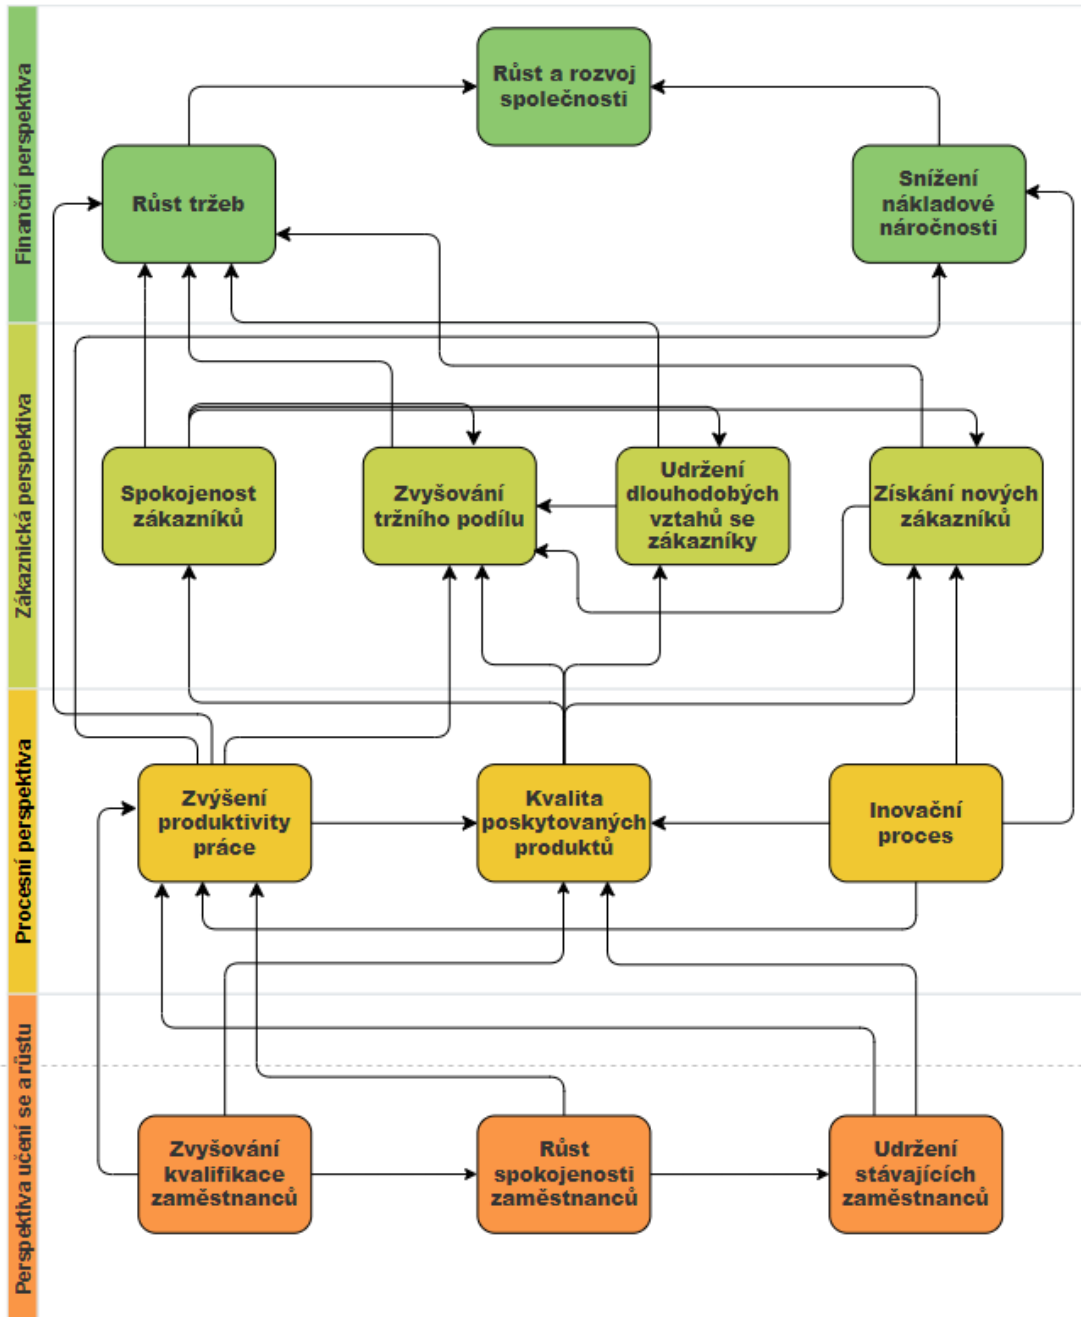 Finanční perspektiva
Růst a rozvoj
společnosti
Růst tržeb
Snížení
nákladové
náročnosti
Zákaznická perspektiva
Spokojenost
zákazníků
Zvyšování
tržního podílu
Udržení
dlouhodobých
vztahů se
zákazníky
Získání nových
zákazníků
Procesní perspektiva
Zvýšení
produktivity
práce
Kvalita
poskytovaných
produktů
Inovační
proces
Perspektiva učení se a růstu
Zvyšování
kvalifikace
zaměstnanců
Růst
spokojenosti
zaměstnanců
Udržení
stávajících
zaměstnanců